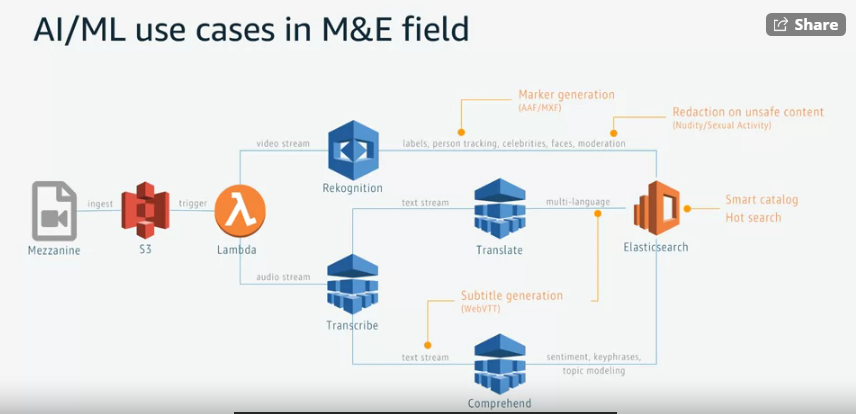 AI/ML use cases in M&E field
Share
Marker generation
(AAF/MXF)
Redaction on unsafe content
(Nudity/Sexual Activity)
video stream
labels, person tracking, celebrities, faces, moderation
Rekognition
ingest
trigger
text stream
multi-language
Smart catalog
Hot search
Mezzanine
S3
Lambda
Translate
Elasticsearch
audio stream
Subtitle generation
(WebVTT)
Transcribe
text stream
sentiment, keyphrases,
topic modeling
Comprehend